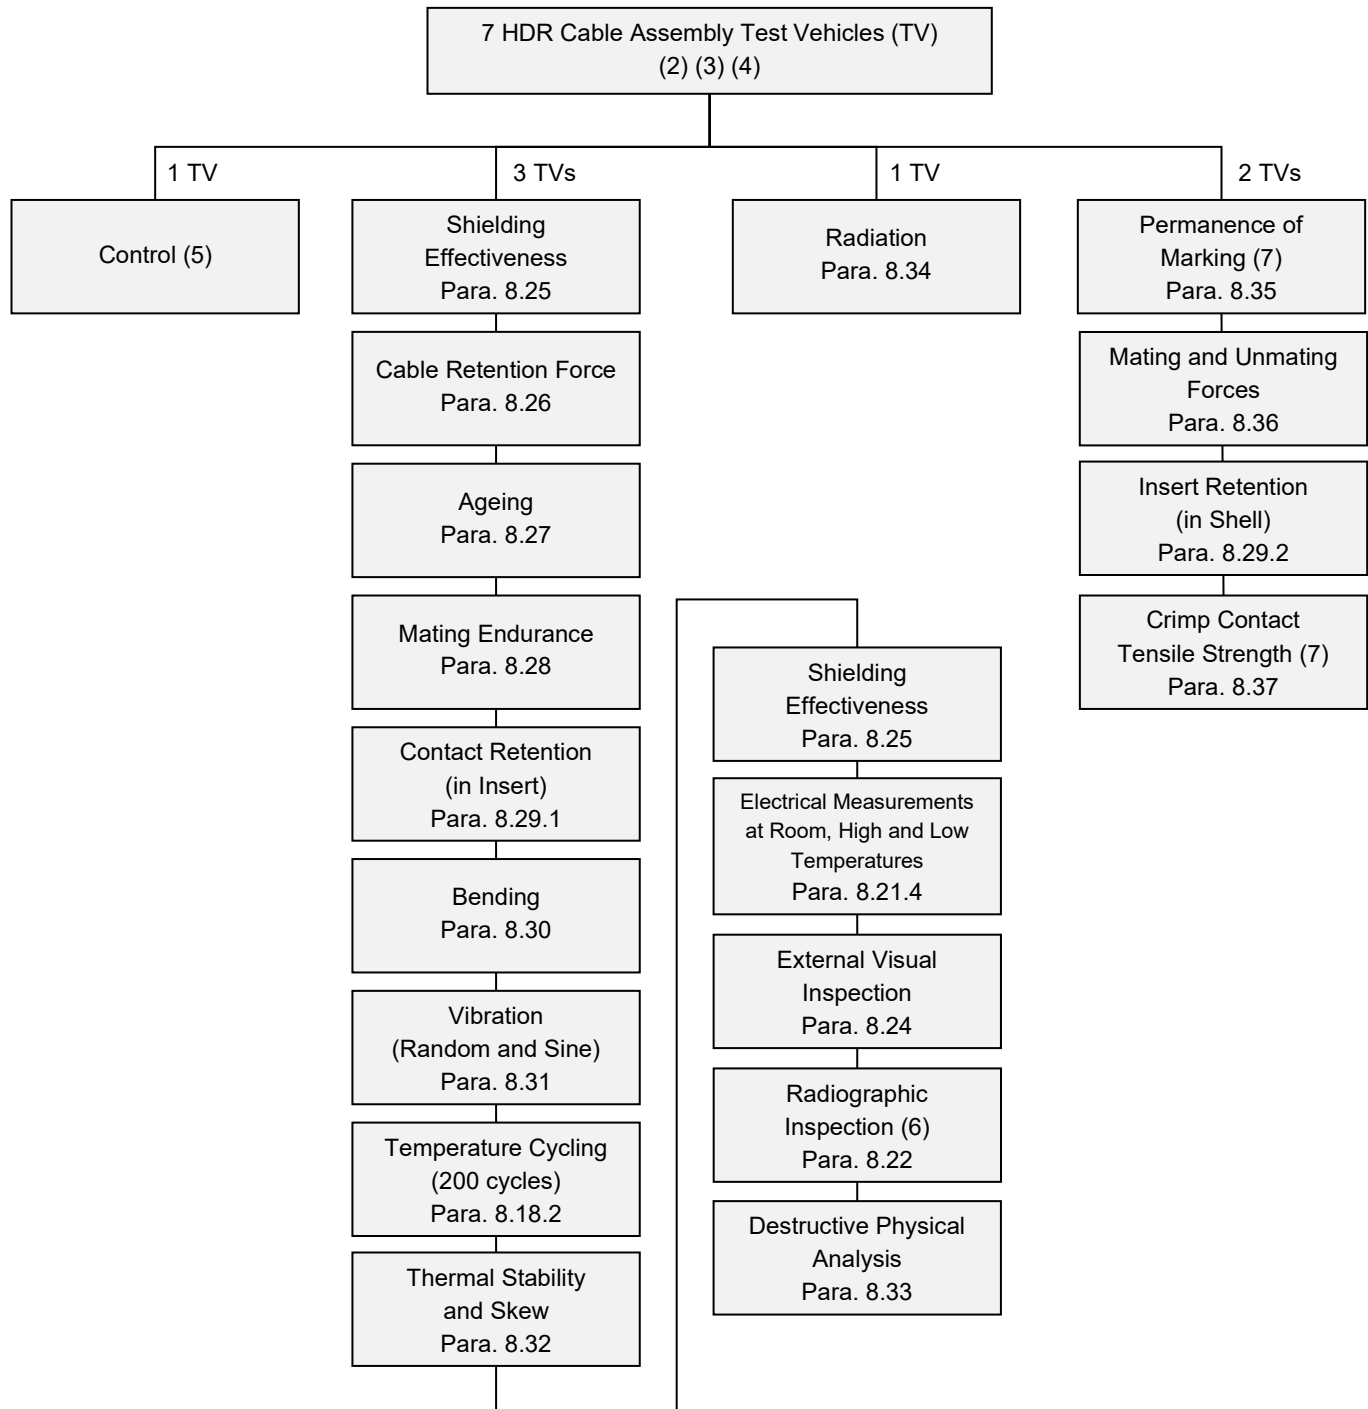 7 HDR Cable Assembly Test Vehicles (TV)
(2) (3) (4)
1 TV
3 TVs
1 TV
2 TVs
Control (5)
Shielding
Effectiveness
Para. 8.25
Radiation
Para. 8.34
Permanence of
Marking (7)
Para. 8.35
Cable Retention Force
Para. 8.26
Mating and Unmating
Forces
Para. 8.36
Ageing
Para. 8.27
Insert Retention
(in Shell)
Para. 8.29.2
Mating Endurance
Para. 8.28
Crimp Contact
Tensile Strength (7)
Para. 8.37
Contact Retention
(in Insert)
Para. 8.29.1
Bending
Para. 8.30
Vibration
(Random and Sine)
Para. 8.31
Temperature Cycling
(200 cycles)
Para. 8.18.2
Thermal Stability
and Skew
Para. 8.32
Shielding
Effectiveness
Para. 8.25
Electrical Measurements
at Room, High and Low
Temperatures
Para. 8.21.4
External Visual
Inspection
Para. 8.24
Radiographic
Inspection (6)
Para. 8.22
Destructive Physical
Analysis
Para. 8.33